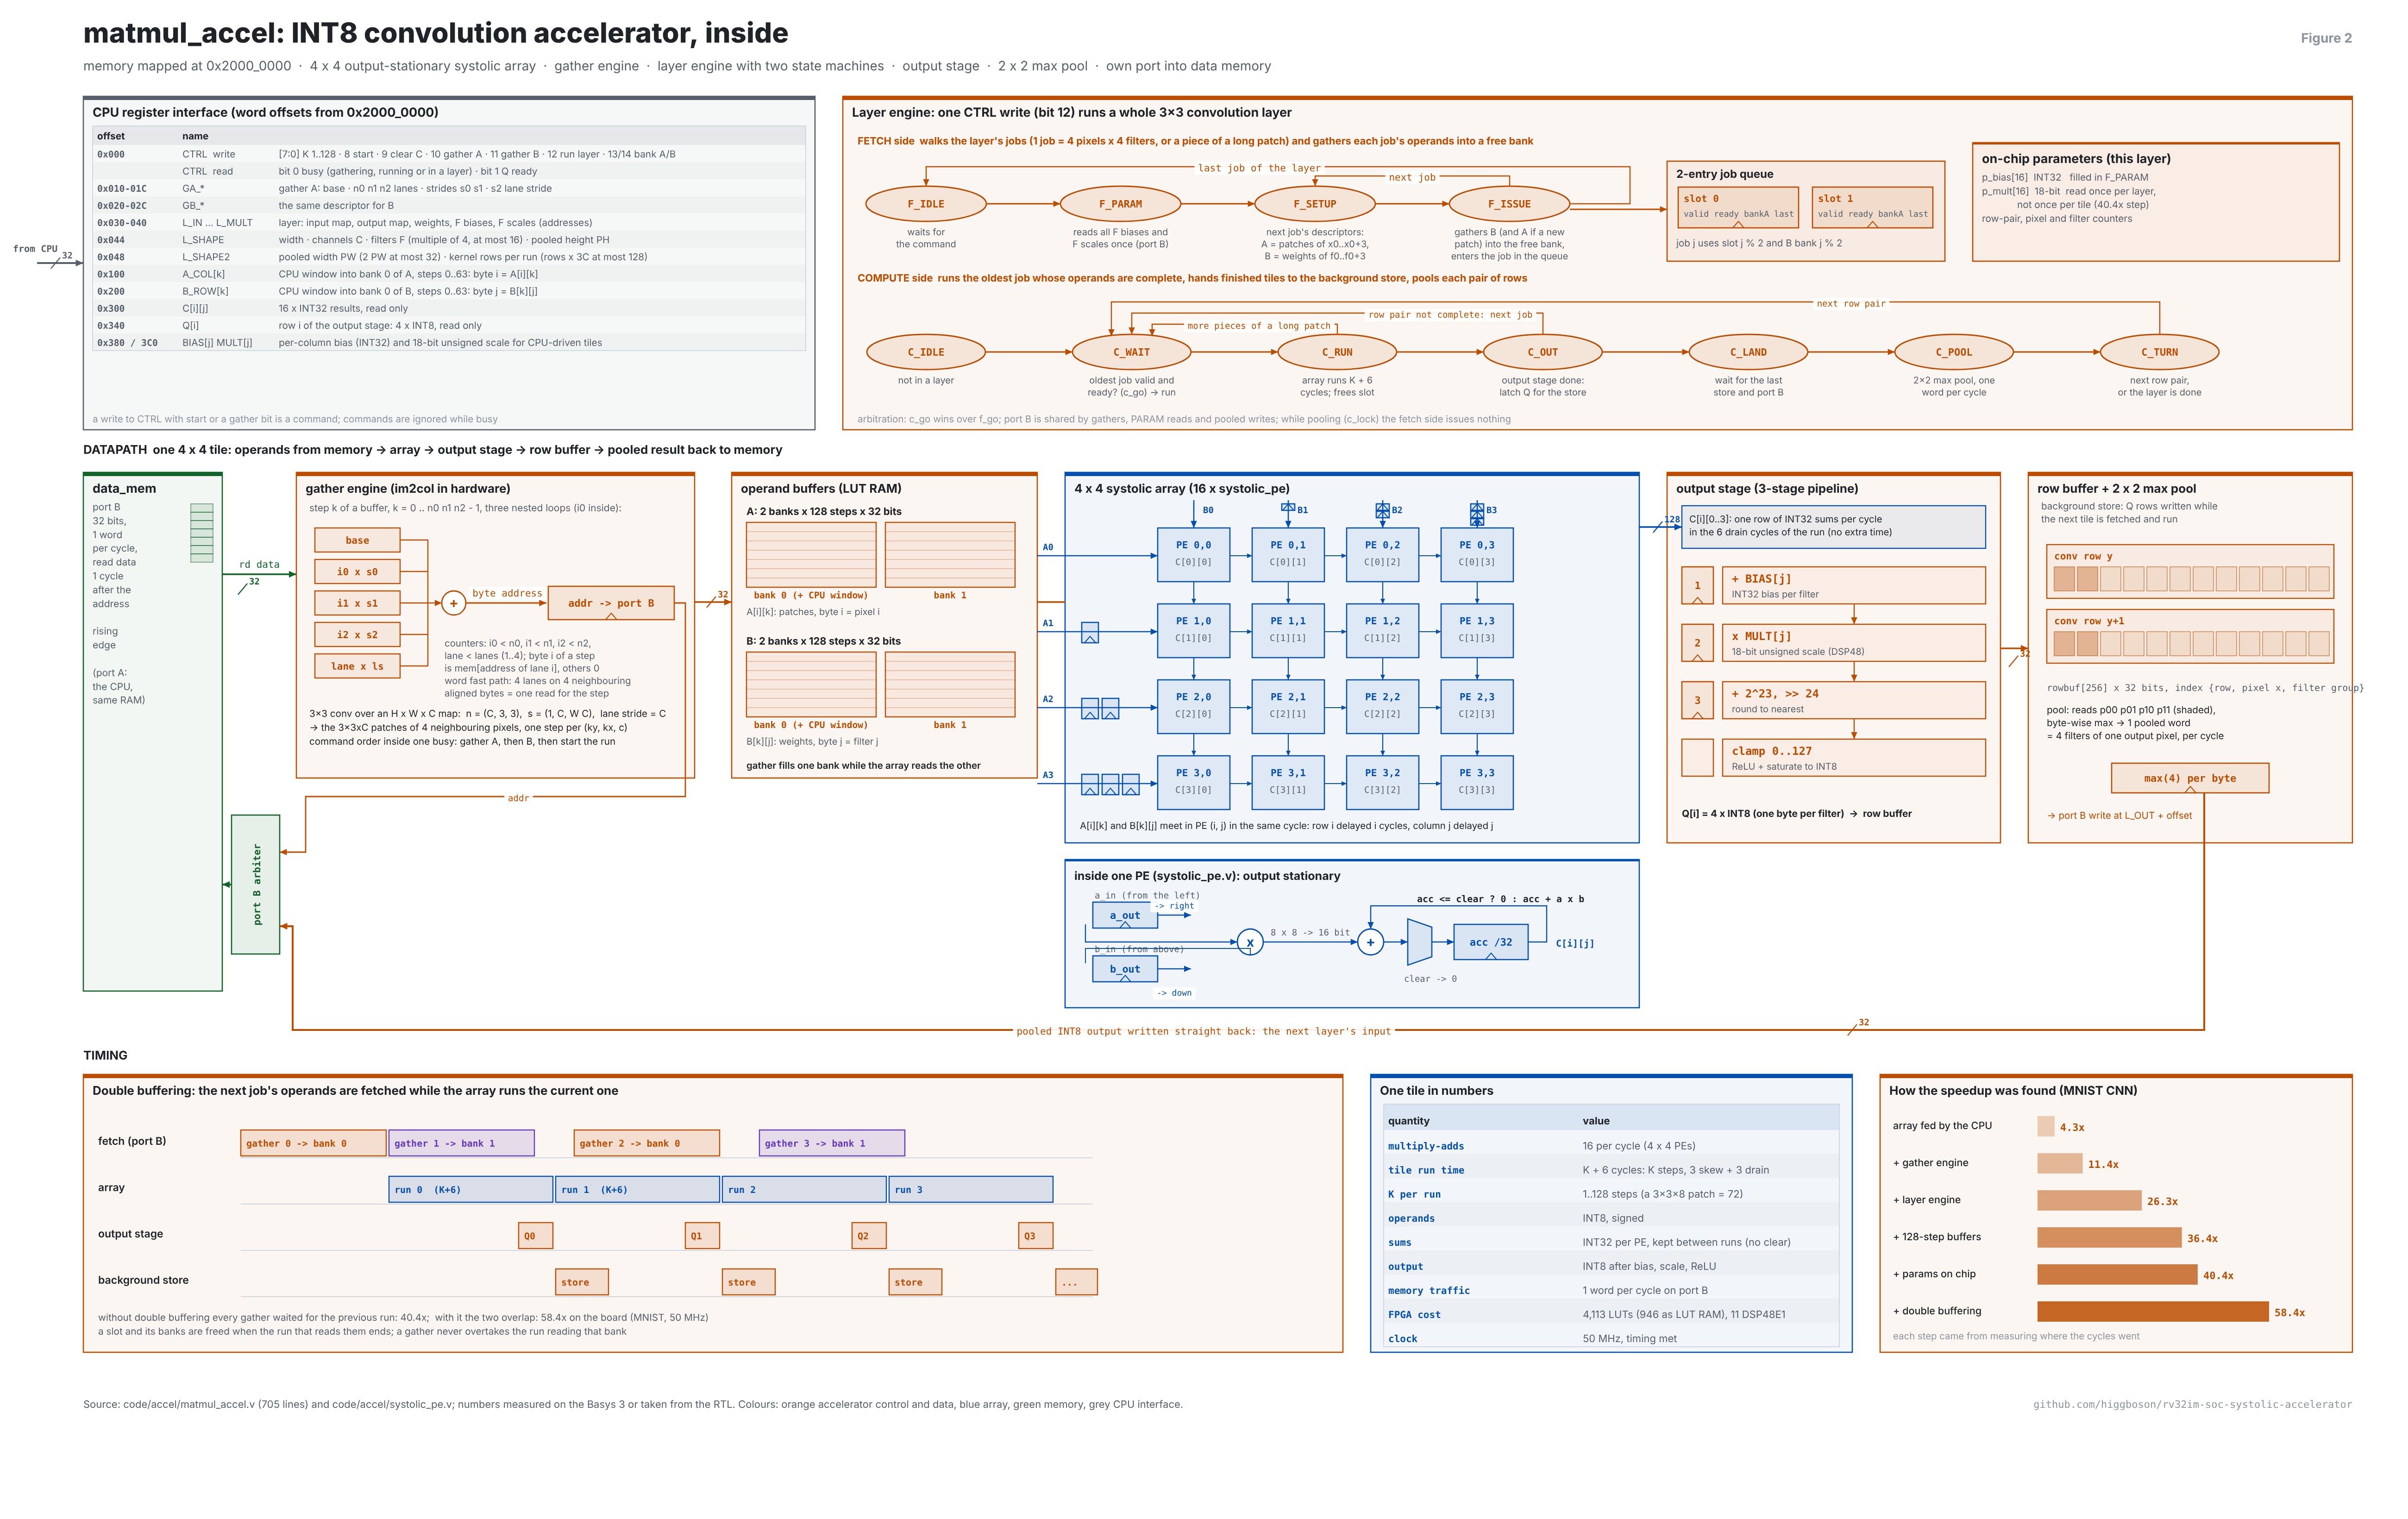 matmul_accel: INT8 convolution accelerator, inside
Figure 2
memory mapped at 0x2000_0000 · 4 x 4 output-stationary systolic array · gather engine · layer engine with two state machines · output stage · 2 x 2 max pool · own port into data memory
from CPU
32
CPU register interface (word offsets from 0x2000_0000)
offset name
0x000 CTRL write [7:0] K 1..128 · 8 start · 9 clear C · 10 gather A · 11 gather B · 12 run layer · 13/14 bank A/B
CTRL read bit 0 busy (gathering, running or in a layer) · bit 1 Q ready
0x010-01C GA_* gather A: base · n0 n1 n2 lanes · strides s0 s1 · s2 lane stride
0x020-02C GB_* the same descriptor for B
0x030-040 L_IN ... L_MULT layer: input map, output map, weights, F biases, F scales (addresses)
0x044 L_SHAPE width · channels C · filters F (multiple of 4, at most 16) · pooled height PH
0x048 L_SHAPE2 pooled width PW (2 PW at most 32) · kernel rows per run (rows x 3C at most 128)
0x100 A_COL[k] CPU window into bank 0 of A, steps 0..63: byte i = A[i][k]
0x200 B_ROW[k] CPU window into bank 0 of B, steps 0..63: byte j = B[k][j]
0x300 C[i][j] 16 x INT32 results, read only
0x340 Q[i] row i of the output stage: 4 x INT8, read only
0x380 / 3C0 BIAS[j] MULT[j] per-column bias (INT32) and 18-bit unsigned scale for CPU-driven tiles
a write to CTRL with start or a gather bit is a command; commands are ignored while busy
Layer engine: one CTRL write (bit 12) runs a whole 3×3 convolution layer
FETCH side walks the layer's jobs (1 job = 4 pixels x 4 filters, or a piece of a long patch) and gathers each job's operands into a free bank
last job of the layer
next job
F_IDLE
F_PARAM
F_SETUP
F_ISSUE
waits for
the command
reads all F biases and
F scales once (port B)
next job's descriptors:
A = patches of x0..x0+3,
B = weights of f0..f0+3
gathers B (and A if a new
patch) into the free bank,
enters the job in the queue
2-entry job queue
slot 0
valid ready bankA last
slot 1
valid ready bankA last
job j uses slot j % 2 and B bank j % 2
on-chip parameters (this layer)
p_bias[16] INT32 filled in F_PARAM
p_mult[16] 18-bit read once per layer,
not once per tile (40.4x step)
row-pair, pixel and filter counters
COMPUTE side runs the oldest job whose operands are complete, hands finished tiles to the background store, pools each pair of rows
next row pair
row pair not complete: next job
more pieces of a long patch
C_IDLE
C_WAIT
C_RUN
C_OUT
C_LAND
C_POOL
C_TURN
not in a layer
oldest job valid and
ready? (c_go) → run
array runs K + 6
cycles; frees slot
output stage done:
latch Q for the store
wait for the last
store and port B
2×2 max pool, one
word per cycle
next row pair,
or the layer is done
arbitration: c_go wins over f_go; port B is shared by gathers, PARAM reads and pooled writes; while pooling (c_lock) the fetch side issues nothing
DATAPATH one 4 x 4 tile: operands from memory → array → output stage → row buffer → pooled result back to memory
data_mem
port B
32 bits,
1 word
per cycle,
read data
1 cycle
after the
address
rising
edge
(port A:
the CPU,
same RAM)
rd data
32
port B arbiter
gather engine (im2col in hardware)
step k of a buffer, k = 0 .. n0 n1 n2 - 1, three nested loops (i0 inside):
base
i0 x s0
i1 x s1
i2 x s2
lane x ls
+
byte address
addr -> port B
counters: i0 < n0, i1 < n1, i2 < n2,
lane < lanes (1..4); byte i of a step
is mem[address of lane i], others 0
word fast path: 4 lanes on 4 neighbouring
aligned bytes = one read for the step
3×3 conv over an H x W x C map: n = (C, 3, 3), s = (1, C, W C), lane stride = C
→ the 3×3xC patches of 4 neighbouring pixels, one step per (ky, kx, c)
command order inside one busy: gather A, then B, then start the run
addr
32
operand buffers (LUT RAM)
A: 2 banks x 128 steps x 32 bits
bank 0 (+ CPU window)
bank 1
A[i][k]: patches, byte i = pixel i
B: 2 banks x 128 steps x 32 bits
bank 0 (+ CPU window)
bank 1
B[k][j]: weights, byte j = filter j
gather fills one bank while the array reads the other
4 x 4 systolic array (16 x systolic_pe)
B0
B1
B2
B3
A0
PE 0,0
C[0][0]
PE 0,1
C[0][1]
PE 0,2
C[0][2]
PE 0,3
C[0][3]
A1
PE 1,0
C[1][0]
PE 1,1
C[1][1]
PE 1,2
C[1][2]
PE 1,3
C[1][3]
A2
PE 2,0
C[2][0]
PE 2,1
C[2][1]
PE 2,2
C[2][2]
PE 2,3
C[2][3]
A3
PE 3,0
C[3][0]
PE 3,1
C[3][1]
PE 3,2
C[3][2]
PE 3,3
C[3][3]
A[i][k] and B[k][j] meet in PE (i, j) in the same cycle: row i delayed i cycles, column j delayed j
128
output stage (3-stage pipeline)
C[i][0..3]: one row of INT32 sums per cycle
in the 6 drain cycles of the run (no extra time)
1
+ BIAS[j]
INT32 bias per filter
2
x MULT[j]
18-bit unsigned scale (DSP48)
3
+ 2^23, >> 24
round to nearest
clamp 0..127
ReLU + saturate to INT8
Q[i] = 4 x INT8 (one byte per filter) → row buffer
32
row buffer + 2 x 2 max pool
background store: Q rows written while
the next tile is fetched and run
conv row y
conv row y+1
rowbuf[256] x 32 bits, index {row, pixel x, filter group}
pool: reads p00 p01 p10 p11 (shaded),
byte-wise max → 1 pooled word
= 4 filters of one output pixel, per cycle
max(4) per byte
→ port B write at L_OUT + offset
inside one PE (systolic_pe.v): output stationary
a_in (from the left)
a_out
-> right
b_in (from above)
b_out
-> down
x
8 x 8 -> 16 bit
+
acc <= clear ? 0 : acc + a x b
acc /32
C[i][j]
clear -> 0
pooled INT8 output written straight back: the next layer's input
32
TIMING
Double buffering: the next job's operands are fetched while the array runs the current one
fetch (port B)
gather 0 -> bank 0
gather 1 -> bank 1
gather 2 -> bank 0
gather 3 -> bank 1
array
run 0 (K+6)
run 1 (K+6)
run 2
run 3
output stage
Q0
Q1
Q2
Q3
background store
store
store
store
...
without double buffering every gather waited for the previous run: 40.4x; with it the two overlap: 58.4x on the board (MNIST, 50 MHz)
a slot and its banks are freed when the run that reads them ends; a gather never overtakes the run reading that bank
One tile in numbers
quantity value
multiply-adds 16 per cycle (4 x 4 PEs)
tile run time K + 6 cycles: K steps, 3 skew + 3 drain
K per run 1..128 steps (a 3×3×8 patch = 72)
operands INT8, signed
sums INT32 per PE, kept between runs (no clear)
output INT8 after bias, scale, ReLU
memory traffic 1 word per cycle on port B
FPGA cost 4,113 LUTs (946 as LUT RAM), 11 DSP48E1
clock 50 MHz, timing met
How the speedup was found (MNIST CNN)
array fed by the CPU 4.3x
+ gather engine 11.4x
+ layer engine 26.3x
+ 128-step buffers 36.4x
+ params on chip 40.4x
+ double buffering 58.4x
each step came from measuring where the cycles went
Source: code/accel/matmul_accel.v (705 lines) and code/accel/systolic_pe.v; numbers measured on the Basys 3 or taken from the RTL. Colours: orange accelerator control and data, blue array, green memory, grey CPU interface.
github.com/higgboson/rv32im-soc-systolic-accelerator